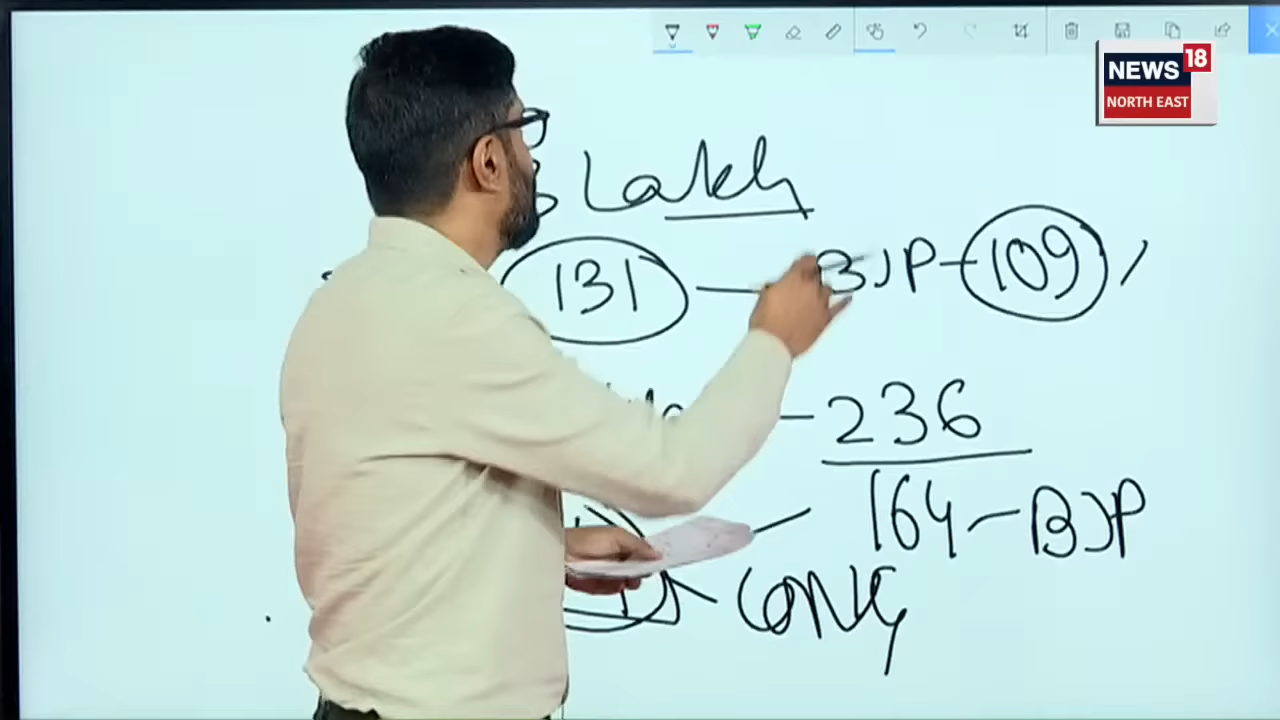 NEWS 18
NORTH EAST
Lakh
131 — BJP - 109
- 236
164 - BJP
CONG